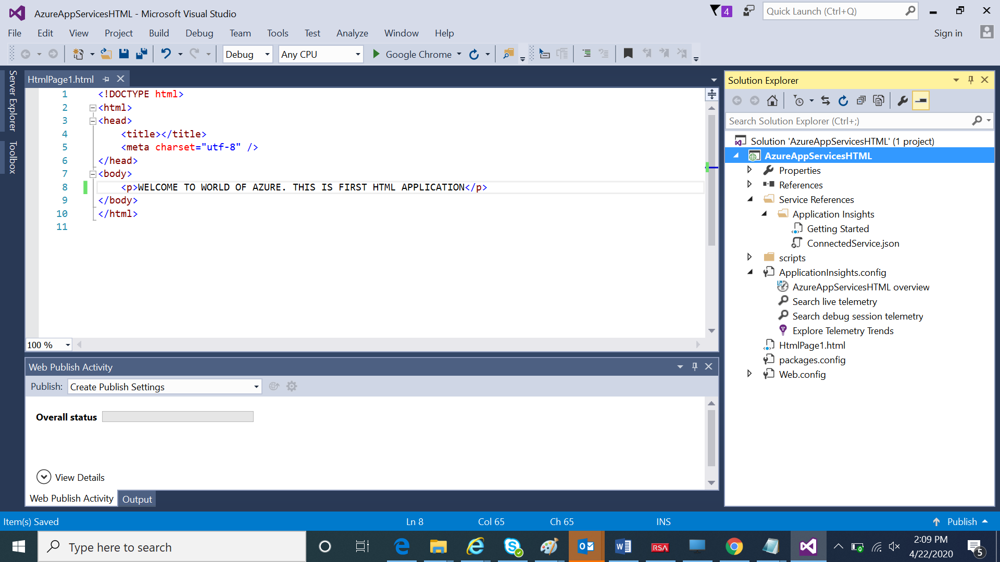 AzureAppServicesHTML - Microsoft Visual Studio
4
Quick Launch (Ctrl+Q)
File Edit View Project Build Debug Team Tools Test Analyze Window Help
Sign in
Debug Any CPU Google Chrome
Server Explorer
Toolbox
HtmlPage1.html
1 <!DOCTYPE html>
2 <html>
3 <head>
4 <title></title>
5 <meta charset="utf-8" />
6 </head>
7 <body>
8 <p>WELCOME TO WORLD OF AZURE. THIS IS FIRST HTML APPLICATION</p>
9 </body>
10 </html>
11
100 %
Web Publish Activity
Publish: Create Publish Settings
Overall status
View Details
Web Publish Activity Output
Solution Explorer
Search Solution Explorer (Ctrl+;)
Solution 'AzureAppServicesHTML' (1 project)
AzureAppServicesHTML
Properties
References
Service References
Application Insights
Getting Started
ConnectedService.json
scripts
ApplicationInsights.config
AzureAppServicesHTML overview
Search live telemetry
Search debug session telemetry
Explore Telemetry Trends
HtmlPage1.html
packages.config
Web.config
Item(s) Saved Ln 8 Col 65 Ch 65 INS Publish
Type here to search
RSA
2:09 PM
4/22/2020
5